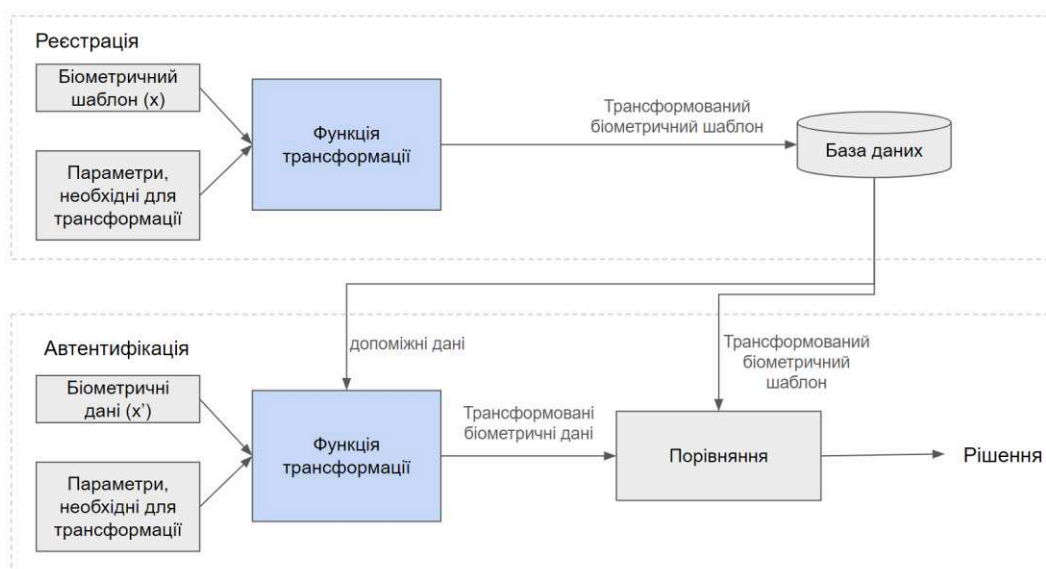 Реєстрація
Біометричний
шаблон (x)
Параметри,
необхідні для
трансформації
Функція
трансформації
Трансформований
біометричний шаблон
База даних
Автентифікація
допоміжні дані
Трансформований
біометричний
шаблон
Біометричні
дані (x’)
Параметри,
необхідні для
трансформації
Функція
трансформації
Трансформовані
біометричні дані
Порівняння
Рішення